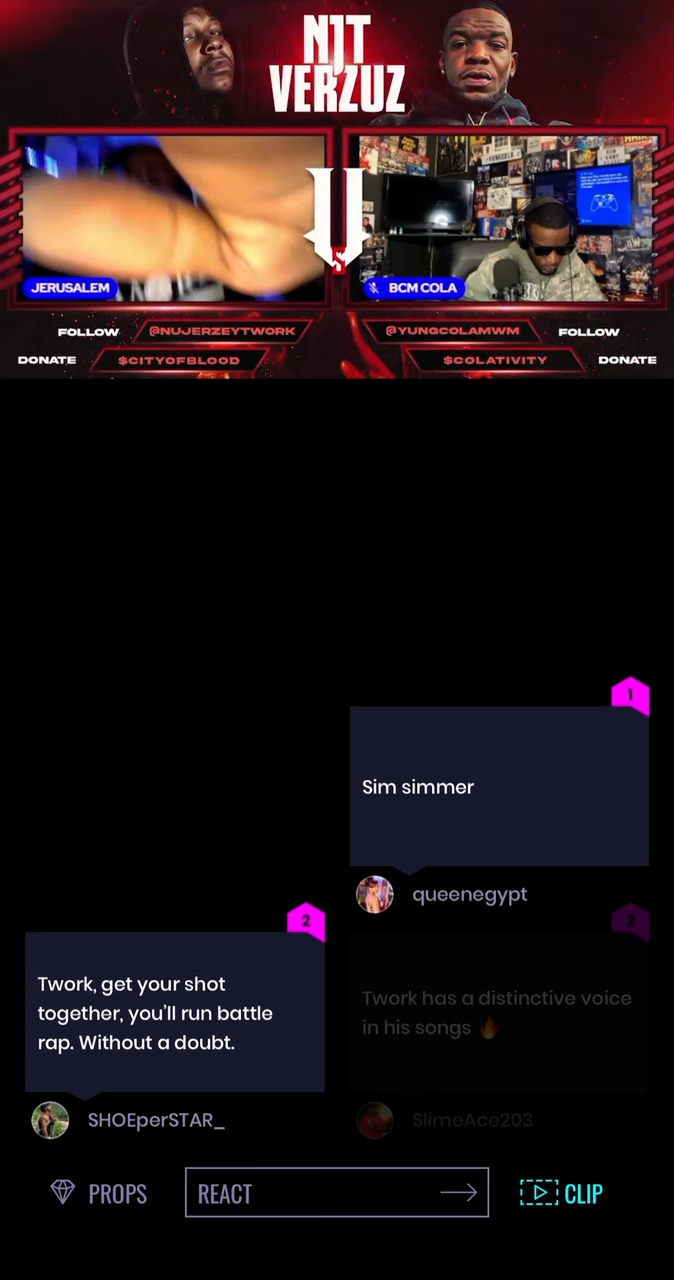 NJT
VERZUZ
JERUSALEM
BCM COLA
FOLLOW
@NUJERZEYTWORK
@YUNGCOLAMWM
FOLLOW
DONATE
$CITYOFBLOOD
$COLATIVITY
DONATE
1
Sim simmer
queenegypt
2
Twork, get your shot
together, you'll run battle
rap. Without a doubt.
SHOEperSTAR_
2
Twork has a distinctive voice
in his songs 🔥
SlimeAce203
PROPS
REACT
CLIP